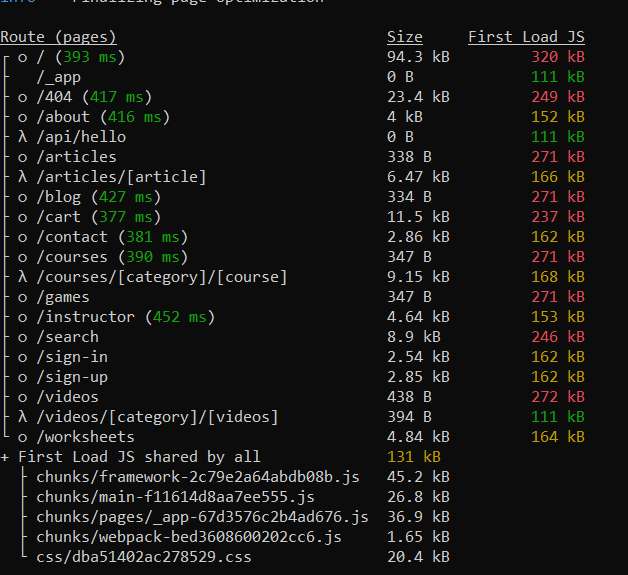 info  - Finalizing page optimization
Route (pages) Size First Load JS
┌ ○ / (393 ms) 94.3 kB 320 kB
├   /_app 0 B 111 kB
├ ○ /404 (417 ms) 23.4 kB 249 kB
├ ○ /about (416 ms) 4 kB 152 kB
├ λ /api/hello 0 B 111 kB
├ ○ /articles 338 B 271 kB
├ λ /articles/[article] 6.47 kB 166 kB
├ ○ /blog (427 ms) 334 B 271 kB
├ ○ /cart (377 ms) 11.5 kB 237 kB
├ ○ /contact (381 ms) 2.86 kB 162 kB
├ ○ /courses (390 ms) 347 B 271 kB
├ λ /courses/[category]/[course] 9.15 kB 168 kB
├ ○ /games 347 B 271 kB
├ ○ /instructor (452 ms) 4.64 kB 153 kB
├ ○ /search 8.9 kB 246 kB
├ ○ /sign-in 2.54 kB 162 kB
├ ○ /sign-up 2.85 kB 162 kB
├ ○ /videos 438 B 272 kB
├ λ /videos/[category]/[videos] 394 B 111 kB
└ ○ /worksheets 4.84 kB 164 kB
+ First Load JS shared by all 131 kB
  ├ chunks/framework-2c79e2a64abdb08b.js 45.2 kB
  ├ chunks/main-f11614d8aa7ee555.js 26.8 kB
  ├ chunks/pages/_app-67d3576c2b4ad676.js 36.9 kB
  ├ chunks/webpack-bed3608600202cc6.js 1.65 kB
  └ css/dba51402ac278529.css 20.4 kB